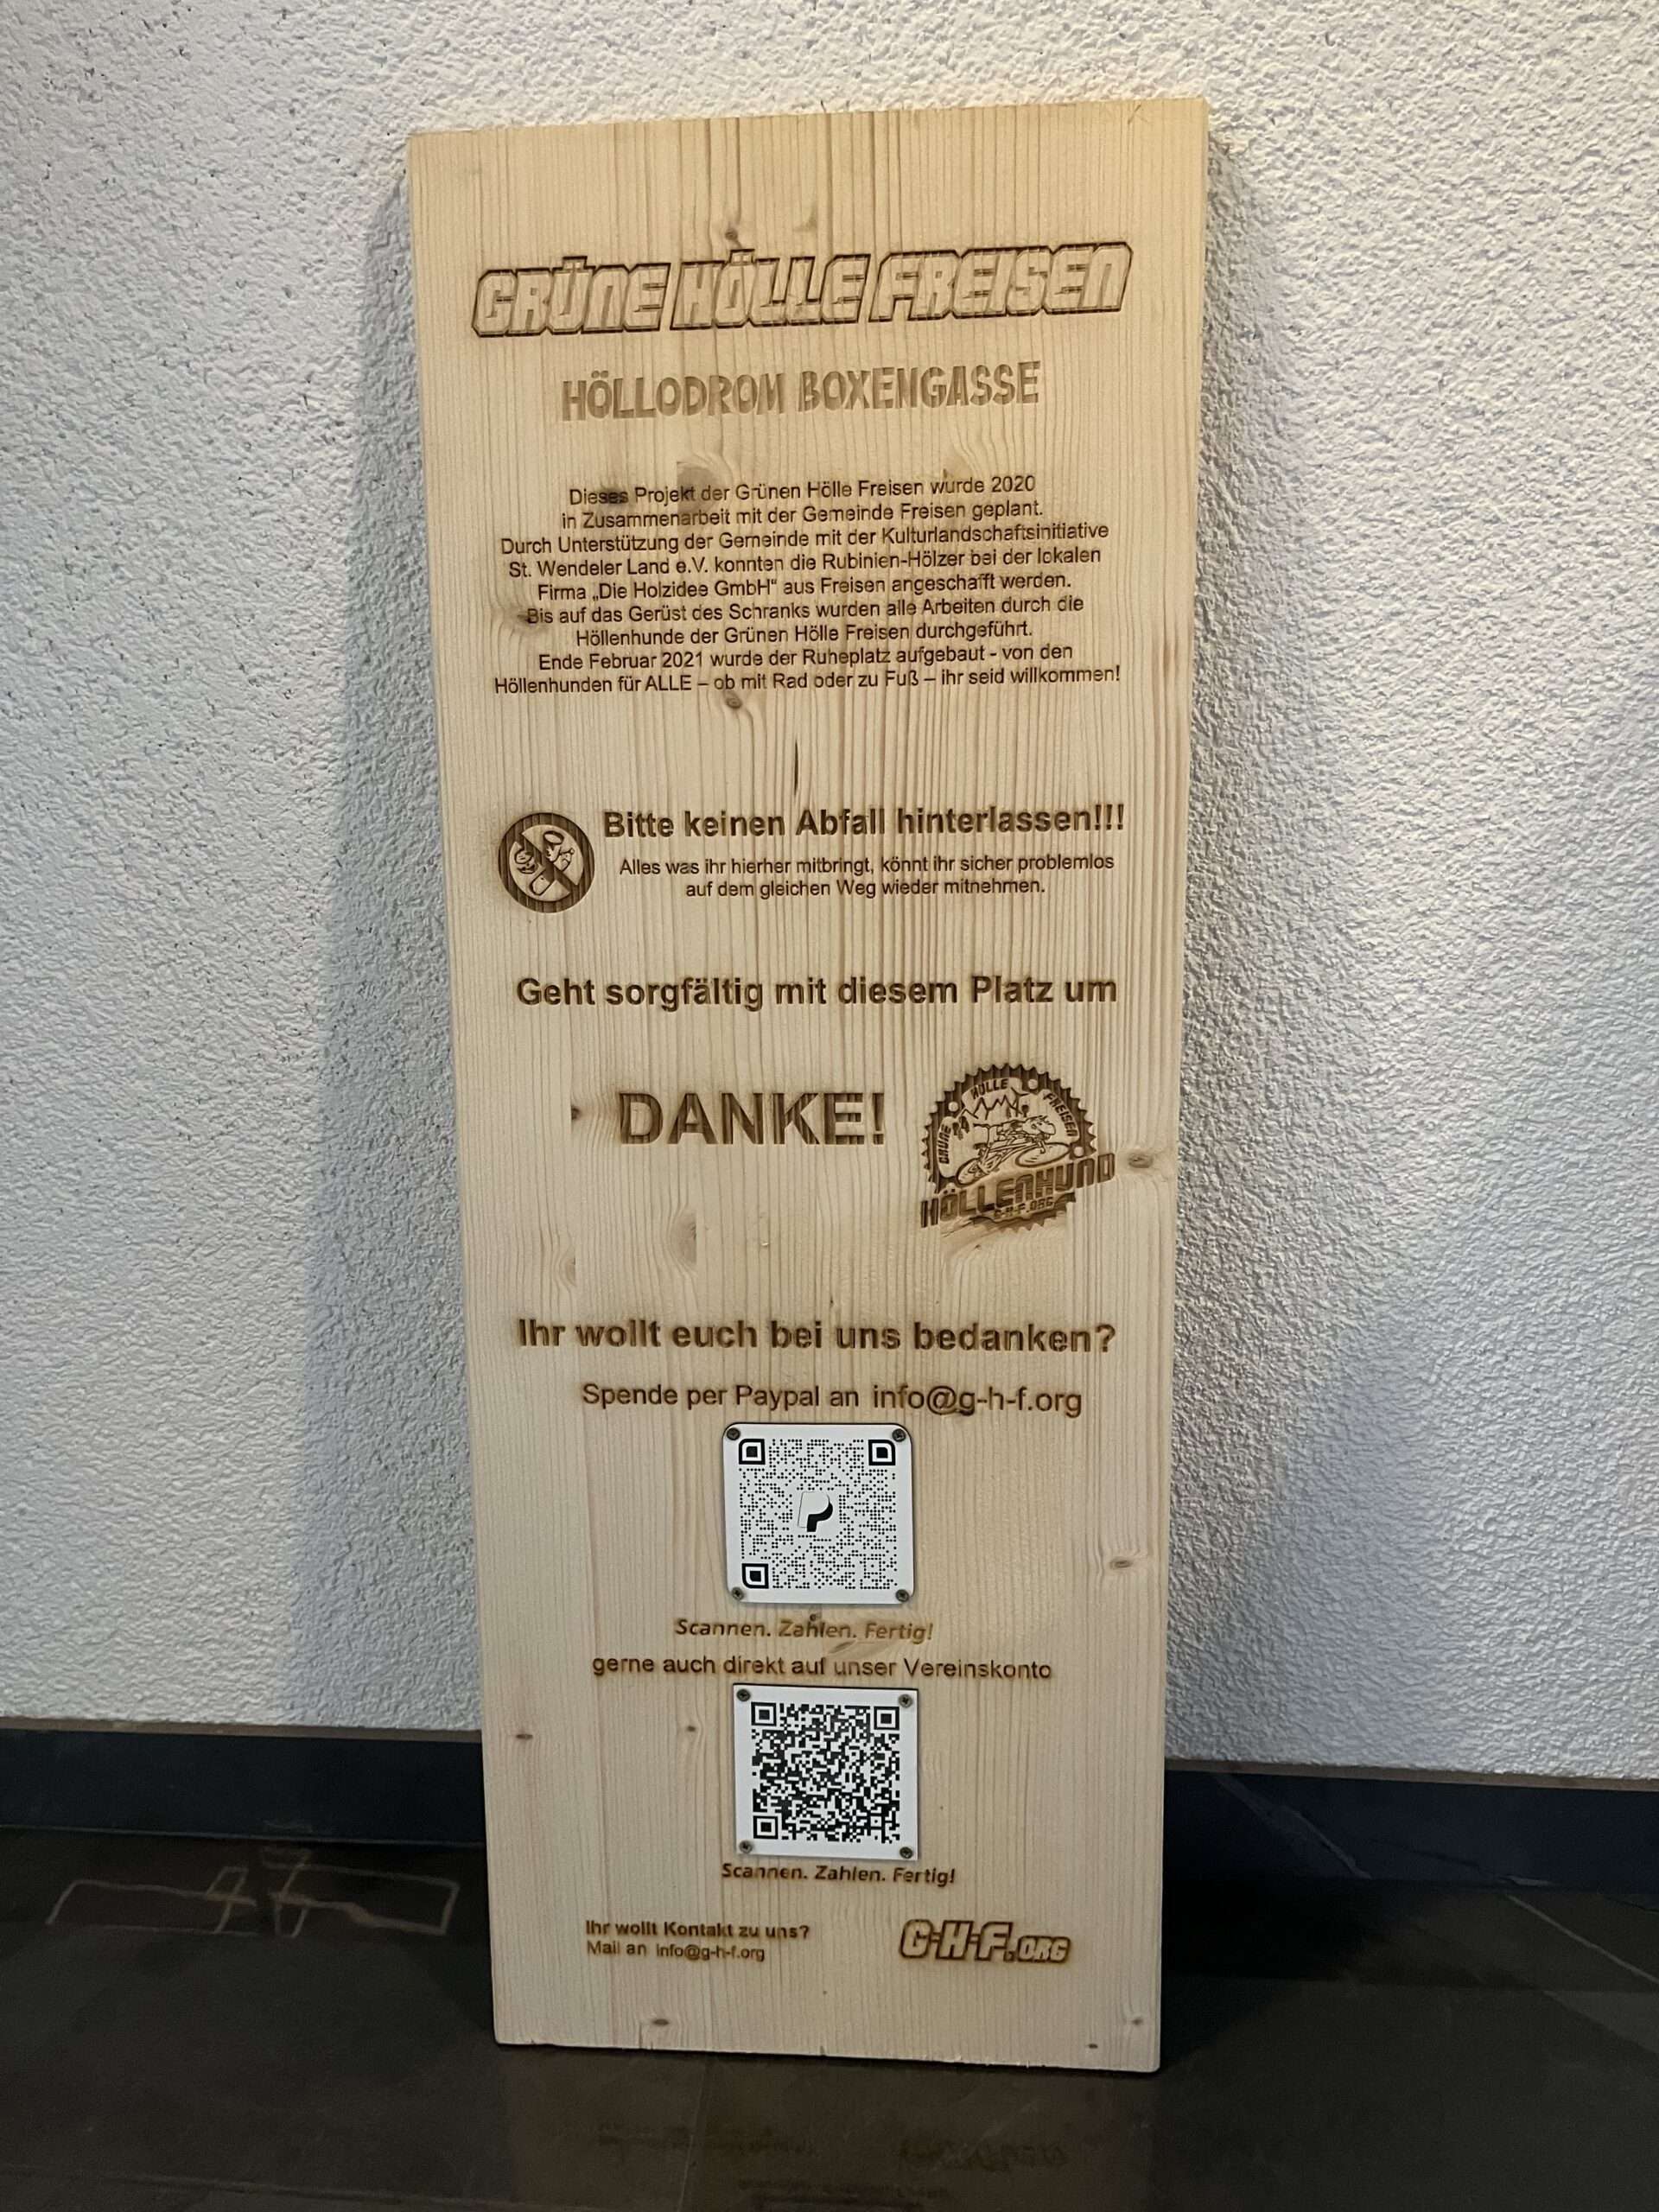 GRÜNE HÖLLE FREISEN
HÖLLODROM BOXENGASSE
Dieses Projekt der Grünen Hölle Freisen wurde 2020
in Zusammenarbeit mit der Gemeinde Freisen geplant.
Durch Unterstützung der Gemeinde mit der Kulturlandschaftsinitiative
St. Wendeler Land e.V. konnten die Rubinien-Hölzer bei der lokalen
Firma „Die Holzidee GmbH“ aus Freisen angeschafft werden.
Bis auf das Gerüst des Schranks wurden alle Arbeiten durch die
Höllenhunde der Grünen Hölle Freisen durchgeführt.
Ende Februar 2021 wurde der Ruheplatz aufgebaut - von den
Höllenhunden für ALLE – ob mit Rad oder zu Fuß – ihr seid willkommen!
Bitte keinen Abfall hinterlassen!!!
Alles was ihr hierher mitbringt, könnt ihr sicher problemlos
auf dem gleichen Weg wieder mitnehmen.
Geht sorgfältig mit diesem Platz um
DANKE!
GRÜNE HÖLLE FREISEN
HÖLLENHUND
G-H-F.ORG
Ihr wollt euch bei uns bedanken?
Spende per Paypal an info@g-h-f.org
P
Scannen. Zahlen. Fertig!
gerne auch direkt auf unser Vereinskonto
Scannen. Zahlen. Fertig!
Ihr wollt Kontakt zu uns?
Mail an info@g-h-f.org
G-H-F.ORG